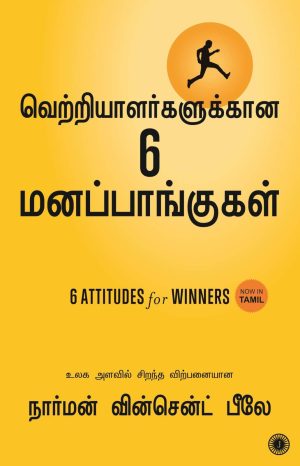 வெற்றியாளர்களுக்கான
6
மனப்பாங்குகள்
6 ATTITUDES for WINNERS
NOW IN
TAMIL
உலக அளவில் சிறந்த விற்பனையான
நார்மன் வின்சென்ட் பீலே
J